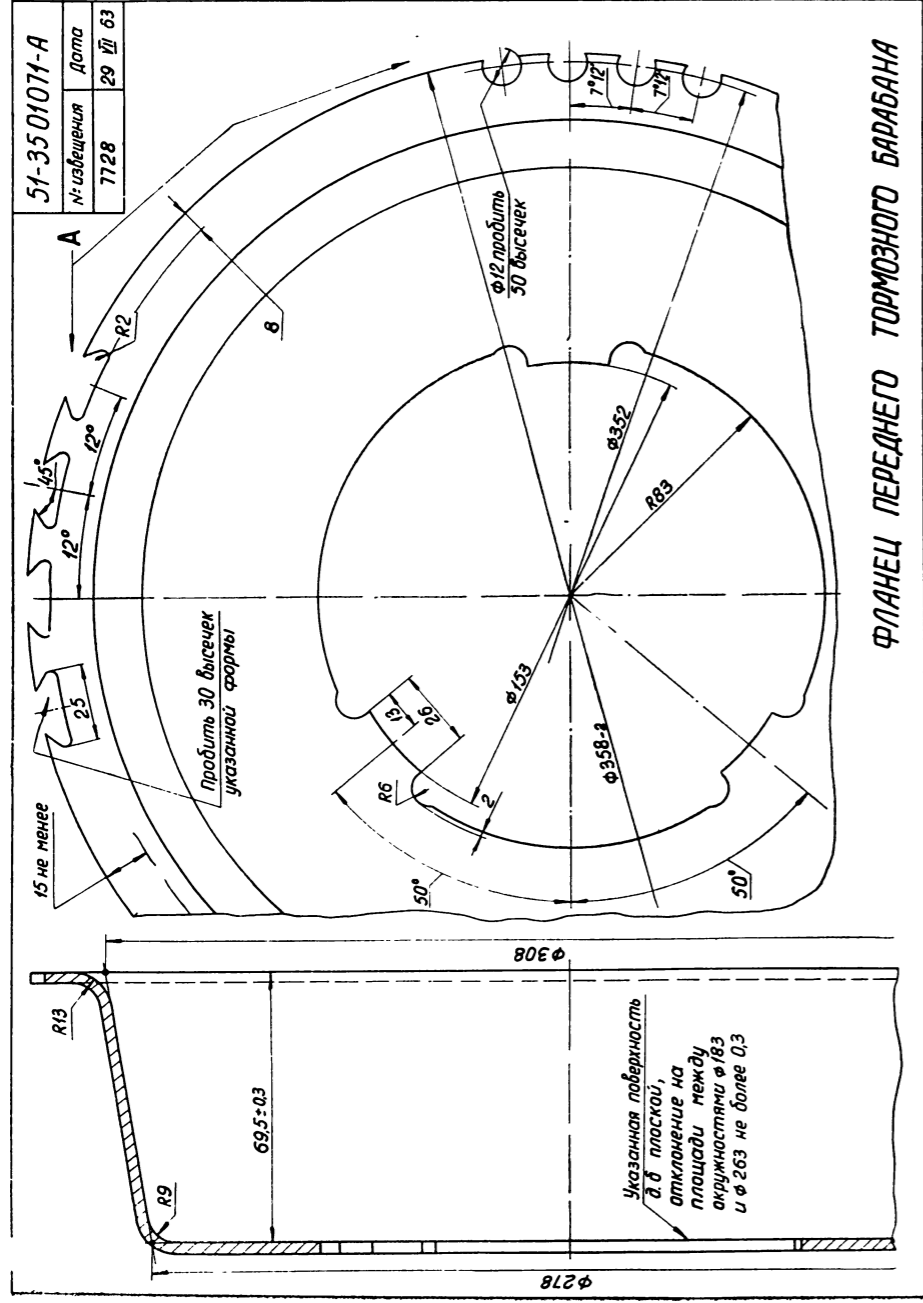 51-3501071-А
№ извещения Дата
7728 29 VII 63
А
15 не менее
25
Пробить 30 высечек
указанной формы
12°
45°
12°
R2
8
Ф12 пробить
50 высечек
7°12'
7°12'
R6
2
13
26
50°
50°
Ф153
Ф358-2
Ф352
R83
Ф308
R13
69,5±0,3
R9
Ф278
Указанная поверхность
д.б плоской,
отклонение на
площади между
окружностями Ф183
и Ф263 не более 0,3
ФЛАНЕЦ ПЕРЕДНЕГО ТОРМОЗНОГО БАРАБАНА